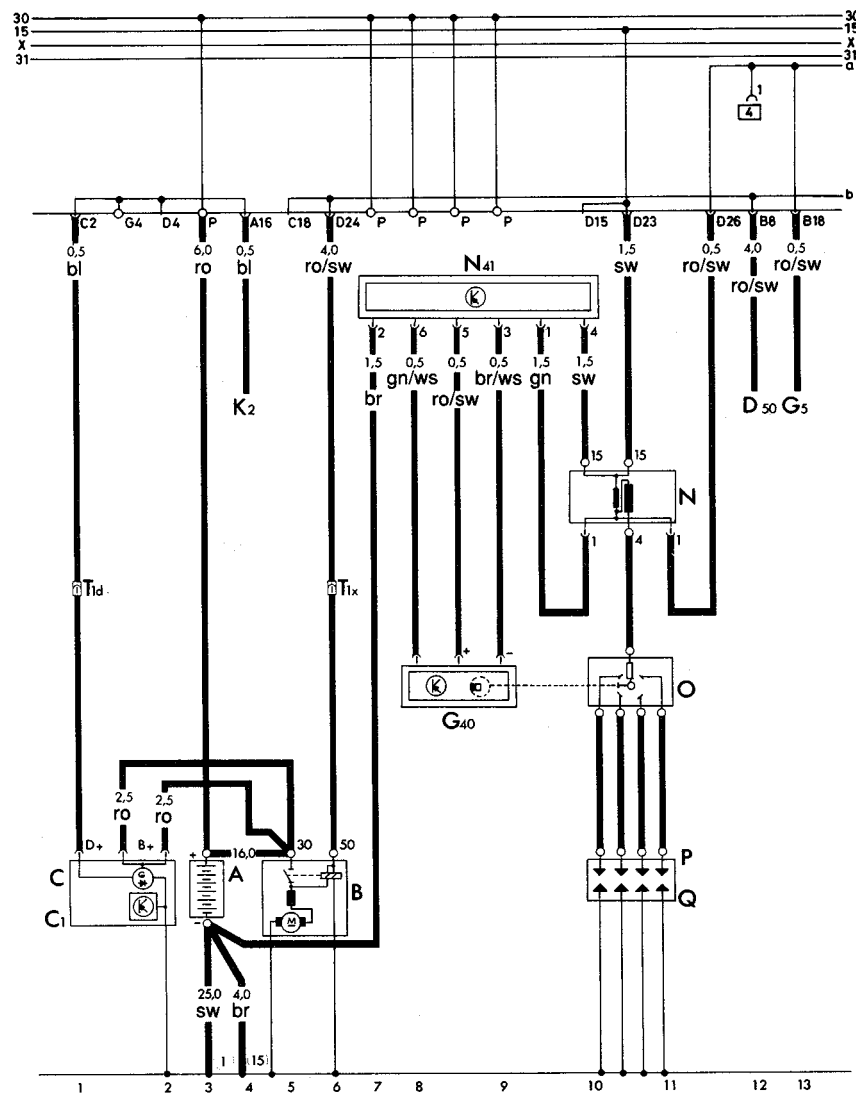 30 30
15 15
X X
31 31
a
1
4
b
C2 G4 D4 P A16 C18 D24 P P P P D15 D23 D26 B8 B18
0,5 6,0 0,5 4,0 1,5 0,5 4,0 0,5
bl ro bl ro/sw sw ro/sw ro/sw ro/sw
N41
2 6 5 3 1 4
1,5 0,5 0,5 0,5 1,5 1,5
br gn/ws ro/sw br/ws gn sw
K2
D50 G5
15 15
N
1 4 1
T1d T1x
+ -
G40
O
2,5 2,5
ro ro
D+ B+ + 16,0 30 50
C A B
G
C1
M
-
P
Q
25,0 4,0
sw br
1 15
1 2 3 4 5 6 7 8 9 10 11 12 13